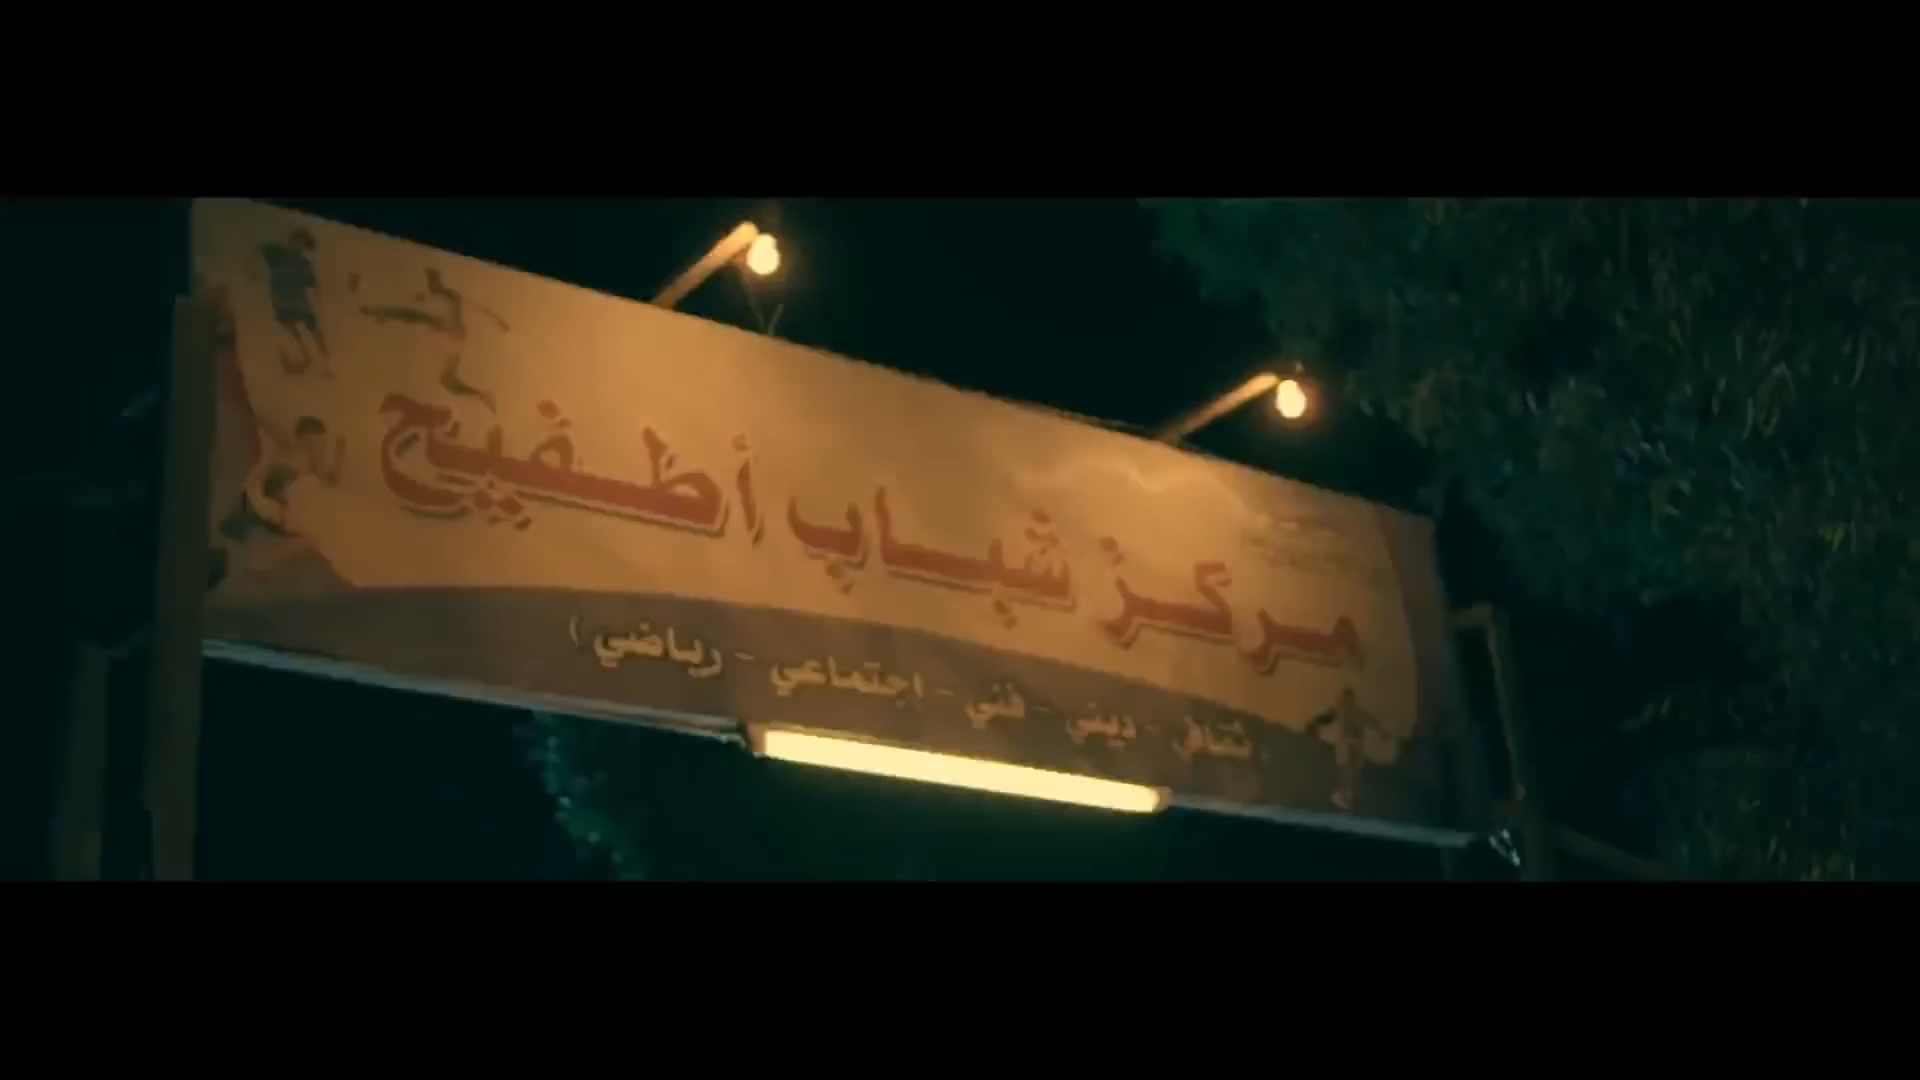 مركز شباب أطفيح
ثقافي - ديني - فني - اجتماعي - رياضي )